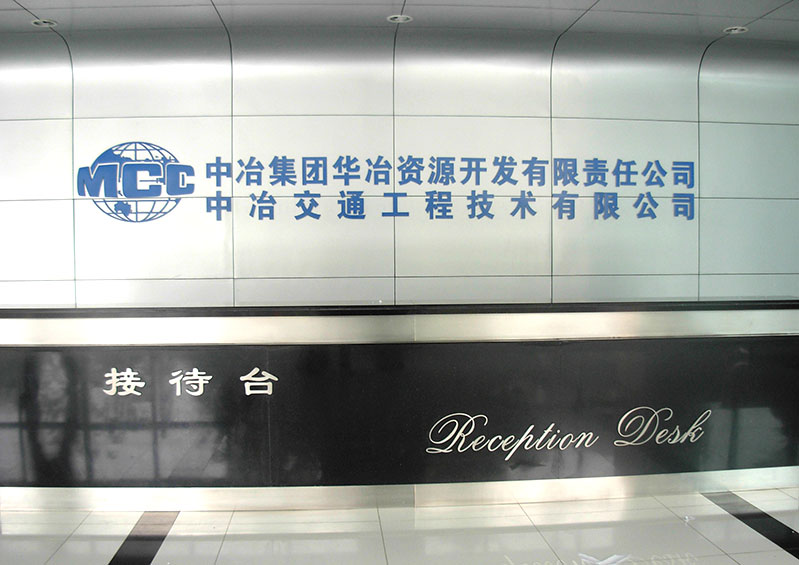 MCC
中冶集团华冶资源开发有限责任公司
中冶交通工程技术有限公司
接待台
Reception Desk